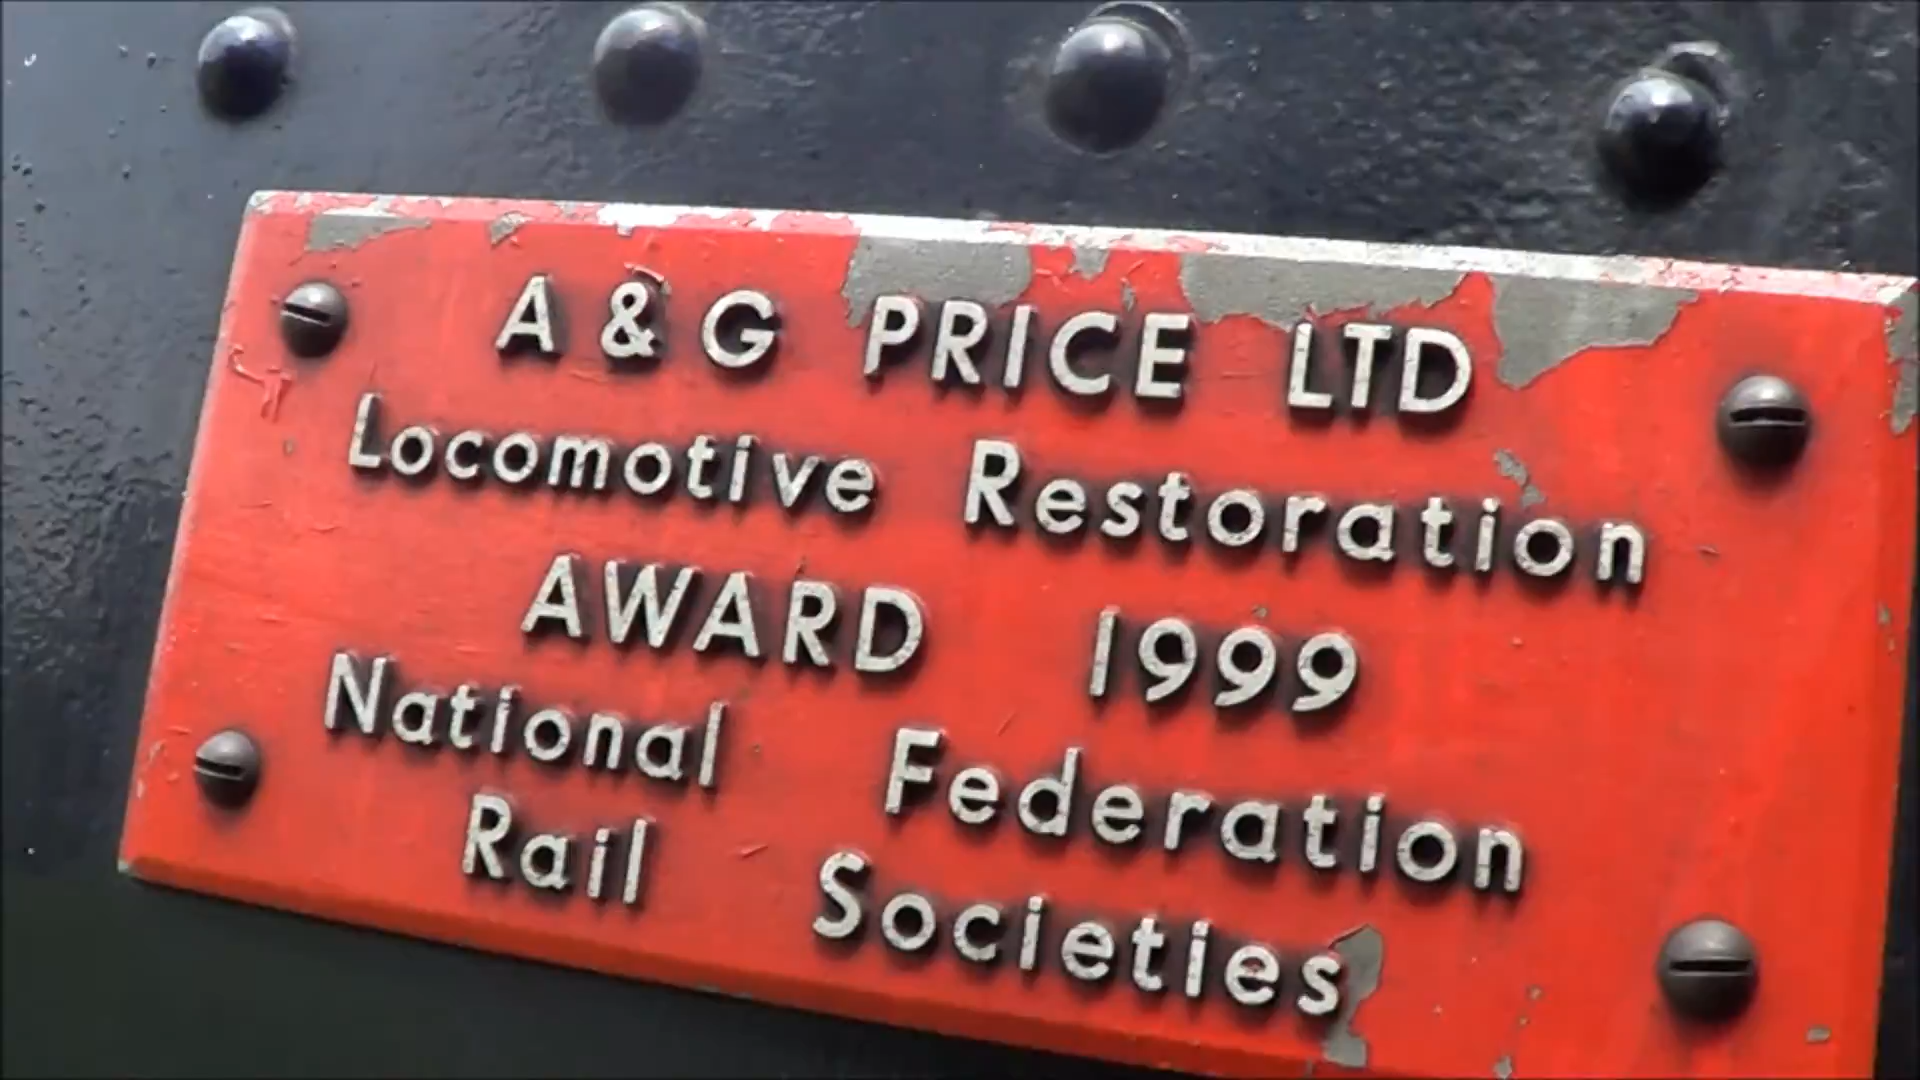 A & G PRICE LTD
Locomotive Restoration
AWARD 1999
National Federation
Rail Societies